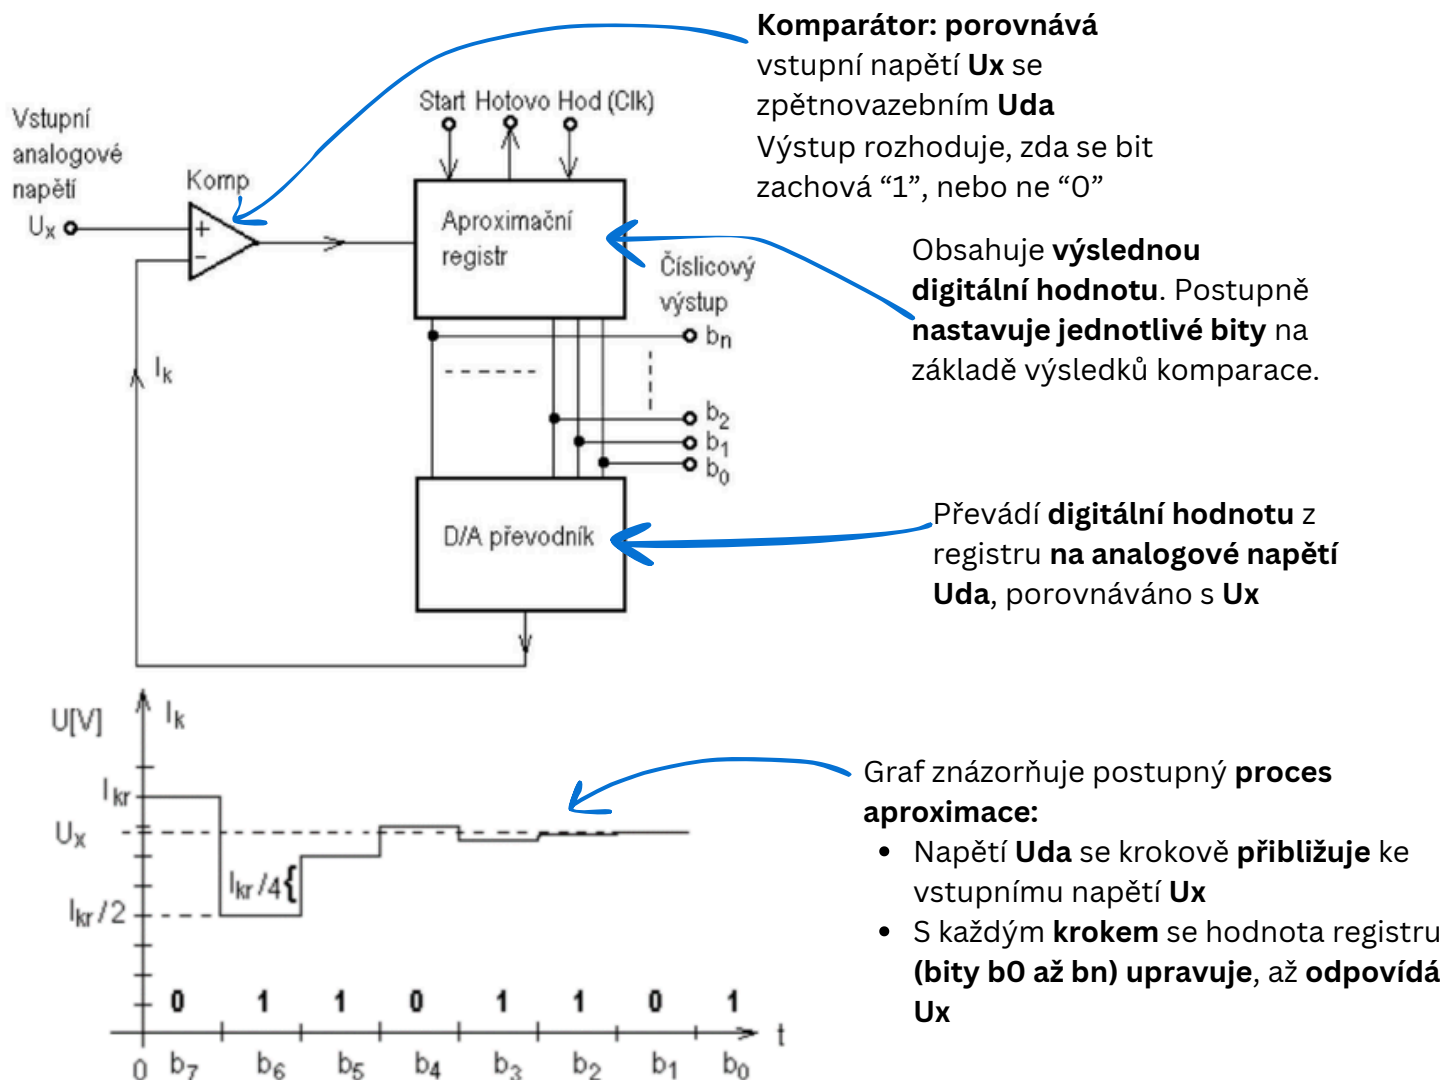 Komparátor: porovnává
vstupní napětí Ux se
zpětnovazebním Uda
Výstup rozhoduje, zda se bit
zachová “1”, nebo ne “0”
Start Hotovo Hod (Clk)
Vstupní
analogové
napětí
Ux
Komp
+
−
Aproximační
registr
Obsahuje výslednou
digitální hodnotu. Postupně
nastavuje jednotlivé bity na
základě výsledků komparace.
Číslicový
výstup
bn
b2
b1
b0
Ik
D/A převodník
Převádí digitální hodnotu z
registru na analogové napětí
Uda, porovnáváno s Ux
U[V] Ik
Ikr
Ux
Ikr/4{
Ikr/2
0 1 1 0 1 1 0 1
t
0 b7 b6 b5 b4 b3 b2 b1 b0
Graf znázorňuje postupný proces
aproximace:
• Napětí Uda se krokově přibližuje ke
vstupnímu napětí Ux
• S každým krokem se hodnota registru
(bity b0 až bn) upravuje, až odpovídá
Ux